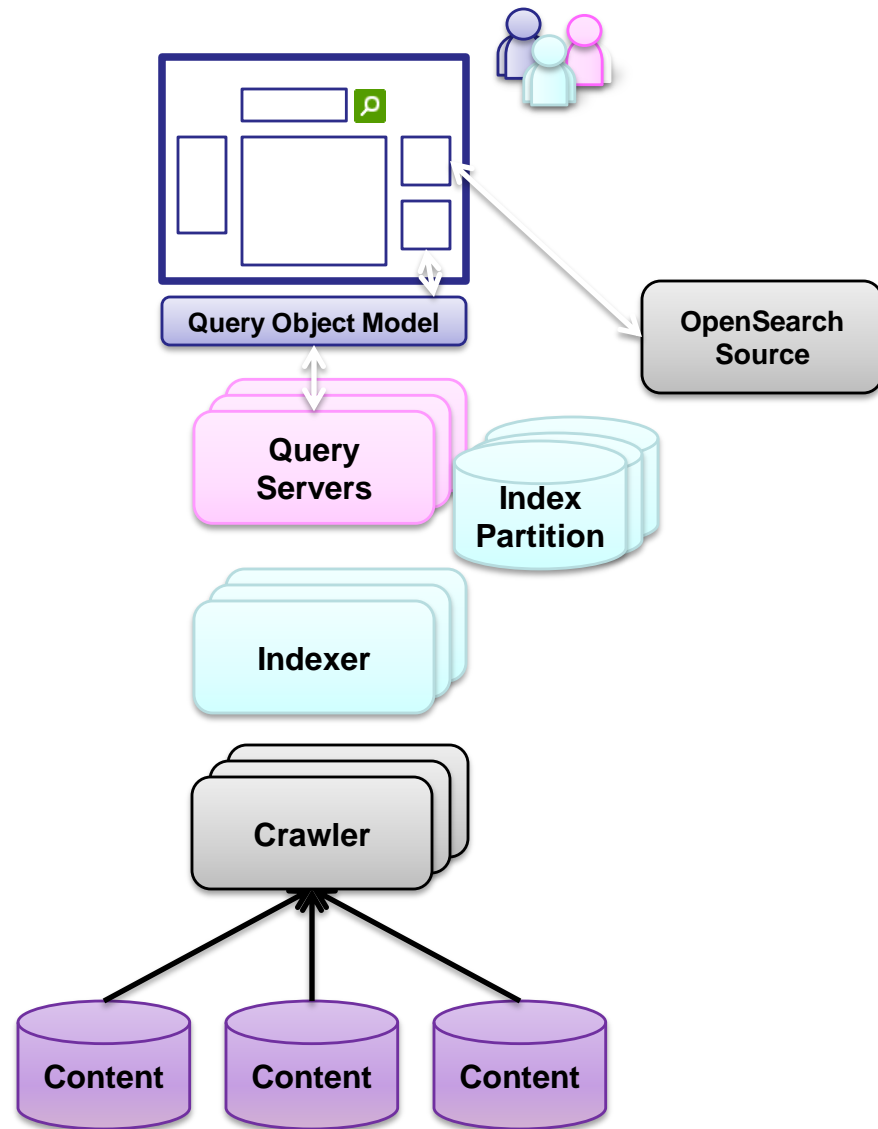 Query Object Model
OpenSearch
Source
Query
Servers
Index
Partition
Indexer
Crawler
Content
Content
Content